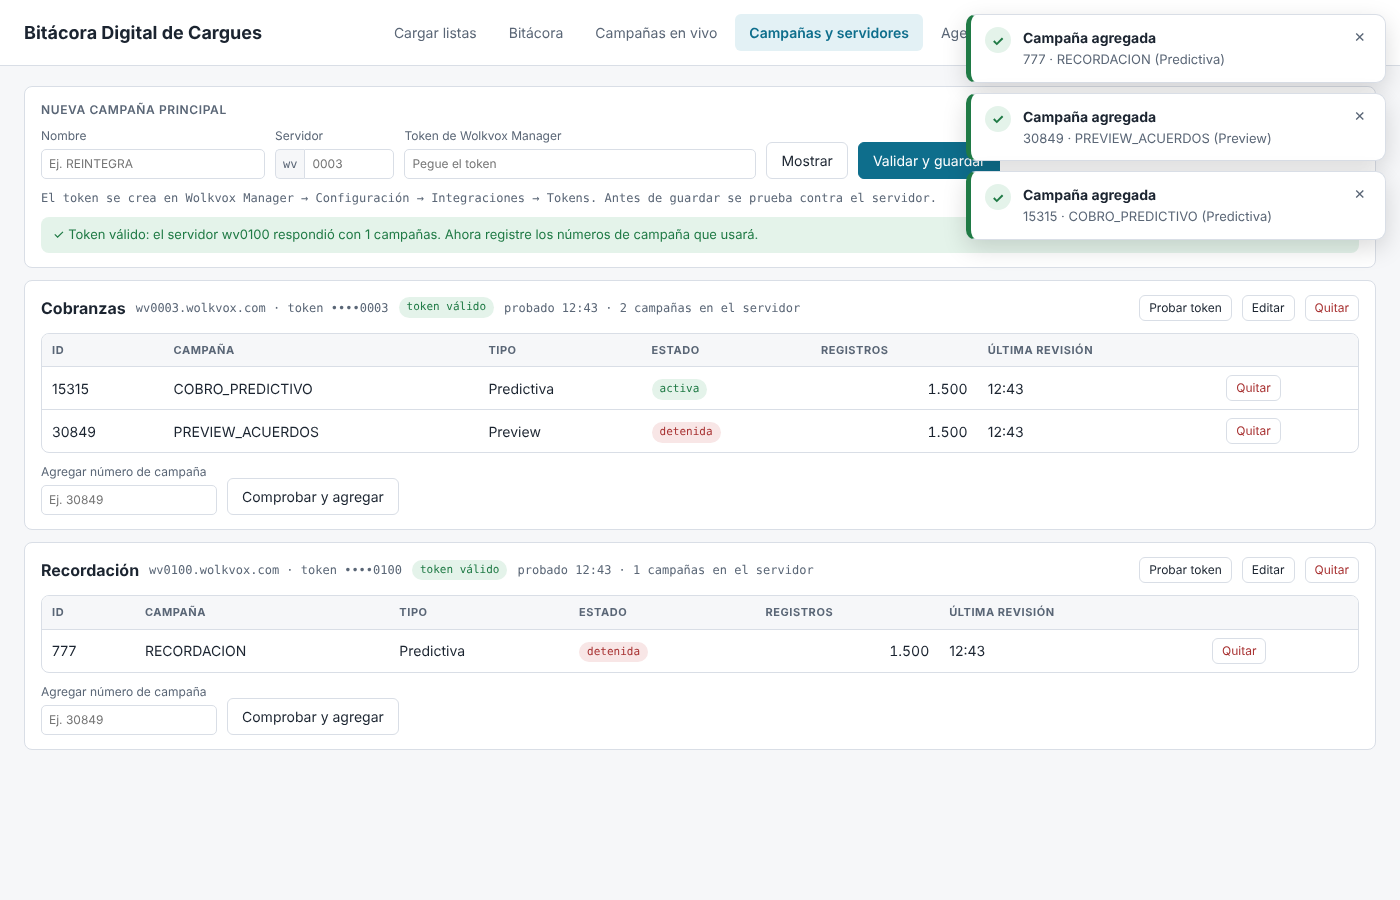 Bitácora Digital de Cargues
Cargar listas
Bitácora
Campañas en vivo
Campañas y servidores
Campaña agregada
777 · RECORDACION (Predictiva)
Campaña agregada
30849 · PREVIEW_ACUERDOS (Preview)
Campaña agregada
15315 · COBRO_PREDICTIVO (Predictiva)
NUEVA CAMPAÑA PRINCIPAL
Nombre Servidor Token de Wolkvox Manager
Ej. REINTEGRA wv 0003 Pegue el token Mostrar Validar y guardar
El token se crea en Wolkvox Manager → Configuración → Integraciones → Tokens. Antes de guardar se prueba contra el servidor.
✓ Token válido: el servidor wv0100 respondió con 1 campañas. Ahora registre los números de campaña que usará.
Cobranzas wv0003.wolkvox.com · token ••••0003 token válido probado 12:43 · 2 campañas en el servidor Probar token Editar Quitar
ID CAMPAÑA TIPO ESTADO REGISTROS ÚLTIMA REVISIÓN
15315 COBRO_PREDICTIVO Predictiva activa 1.500 12:43 Quitar
30849 PREVIEW_ACUERDOS Preview detenida 1.500 12:43 Quitar
Agregar número de campaña
Ej. 30849 Comprobar y agregar
Recordación wv0100.wolkvox.com · token ••••0100 token válido probado 12:43 · 1 campañas en el servidor Probar token Editar Quitar
ID CAMPAÑA TIPO ESTADO REGISTROS ÚLTIMA REVISIÓN
777 RECORDACION Predictiva detenida 1.500 12:43 Quitar
Agregar número de campaña
Ej. 30849 Comprobar y agregar